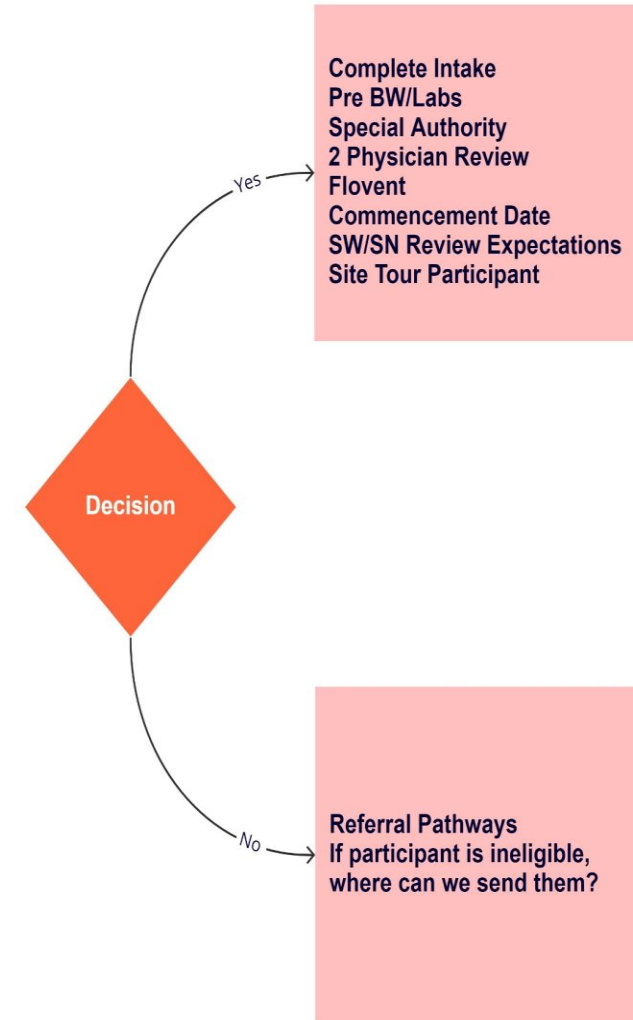 Complete Intake
Pre BW/Labs
Special Authority
2 Physician Review
Flovent
Commencement Date
SW/SN Review Expectations
Site Tour Participant
Yes
Decision
No
Referral Pathways
If participant is ineligible,
where can we send them?